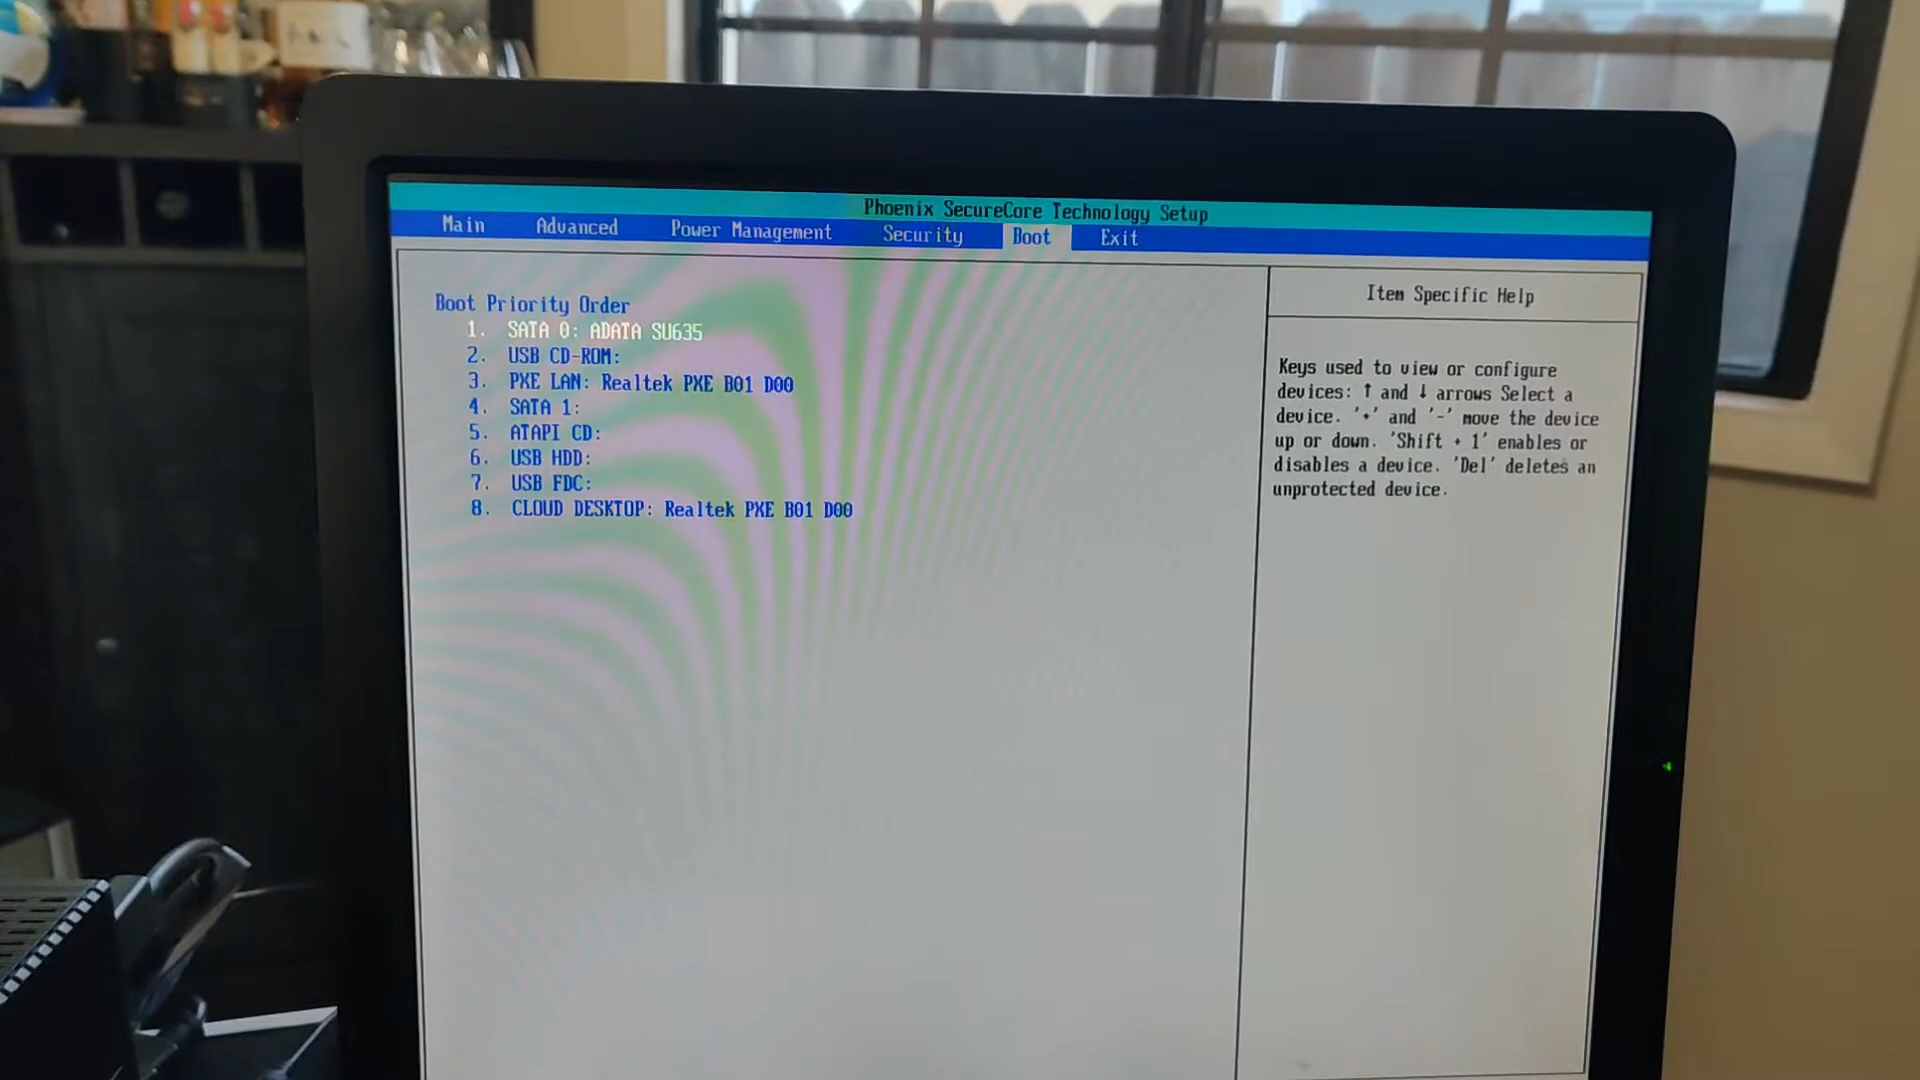 Phoenix SecureCore Technology Setup
Main Advanced Power Management Security Boot Exit
Boot Priority Order
1. SATA 0: ADATA SU635
2. USB CD-ROM:
3. PXE LAN: Realtek PXE B01 D00
4. SATA 1:
5. ATAPI CD:
6. USB HDD:
7. USB FDC:
8. CLOUD DESKTOP: Realtek PXE B01 D00
Item Specific Help
Keys used to view or configure
devices: ↑ and ↓ arrows Select a
device. '+' and '-' move the device
up or down. 'Shift + 1' enables or
disables a device. 'Del' deletes an
unprotected device.